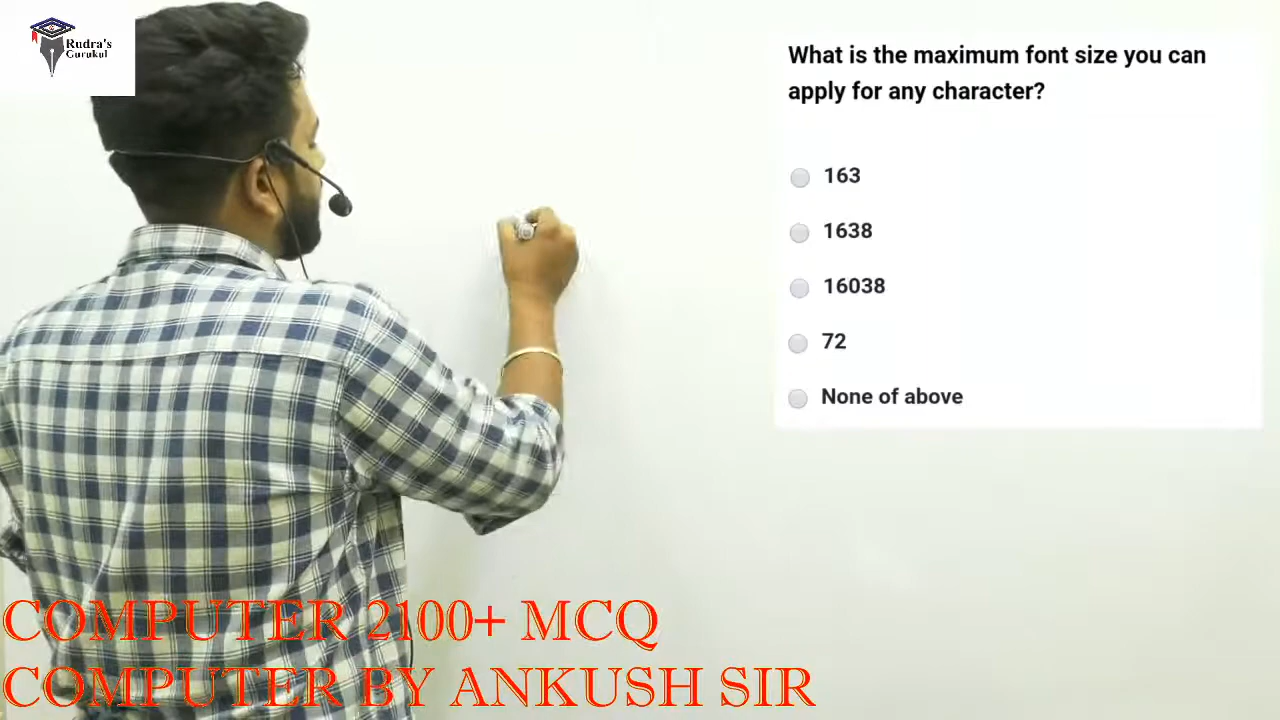 Rudra's
Gurukul
What is the maximum font size you can
apply for any character?
163
1638
16038
72
None of above
COMPUTER 2100+ MCQ
COMPUTER BY ANKUSH SIR